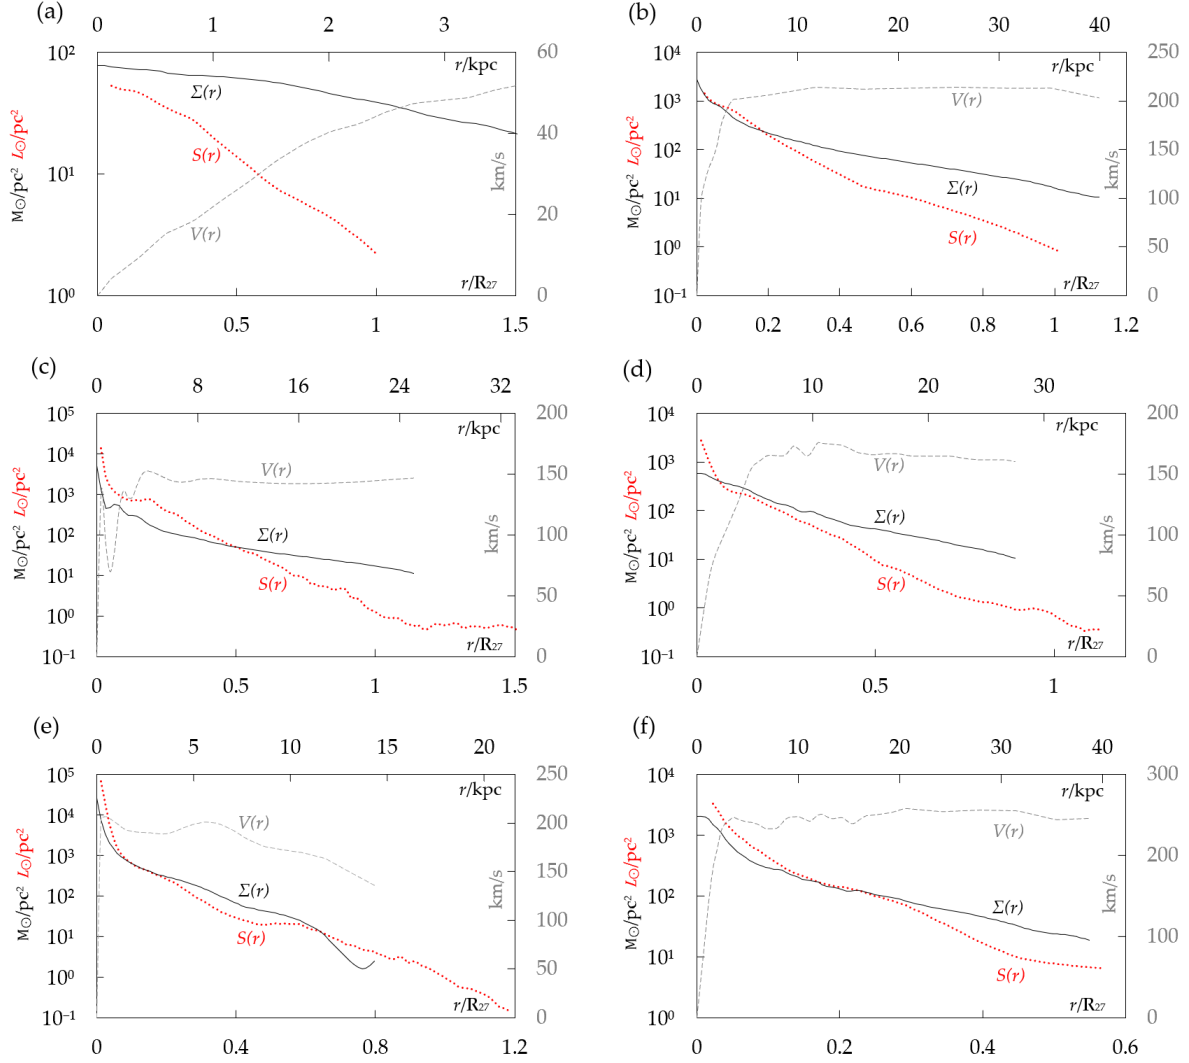 (a)
0 1 2 3
10² 60
r/kpc
Σ(r)
M⊙/pc² L⊙/pc²
S(r)
40
10¹
km/s
V(r)
20
r/R₂₇
10⁰ 0
0 0.5 1 1.5
(b)
0 10 20 30 40
10⁴ 250
r/kpc
10³ 200
V(r)
M⊙/pc² L⊙/pc²
10² 150
km/s
Σ(r)
10¹ 100
S(r)
10⁰ 50
r/R₂₇
10⁻¹ 0
0 0.2 0.4 0.6 0.8 1 1.2
(c)
0 8 16 24 32
10⁵ 200
r/kpc
10⁴
V(r)
150
10³
M⊙/pc² L⊙/pc²
Σ(r)
10² 100
km/s
10¹
S(r)
50
10⁰
r/R₂₇
10⁻¹ 0
0 0.5 1 1.5
(d)
0 10 20 30
10⁴ 200
r/kpc
10³
V(r)
150
M⊙/pc² L⊙/pc²
10²
Σ(r)
100
km/s
10¹
S(r)
50
10⁰
r/R₂₇
10⁻¹ 0
0 0.5 1
(e)
0 5 10 15 20
10⁵ 250
r/kpc
10⁴
V(r)
200
10³
M⊙/pc² L⊙/pc²
150
Σ(r)
10²
km/s
S(r)
100
10¹
10⁰ 50
r/R₂₇
10⁻¹ 0
0 0.4 0.8 1.2
(f)
0 10 20 30 40
10⁴ 300
r/kpc
10³
V(r)
200
M⊙/pc² L⊙/pc²
10²
Σ(r)
km/s
100
10¹
S(r)
r/R₂₇
10⁰ 0
0 0.2 0.4 0.6